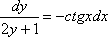 dy/(2y + 1) = −ctgxdx